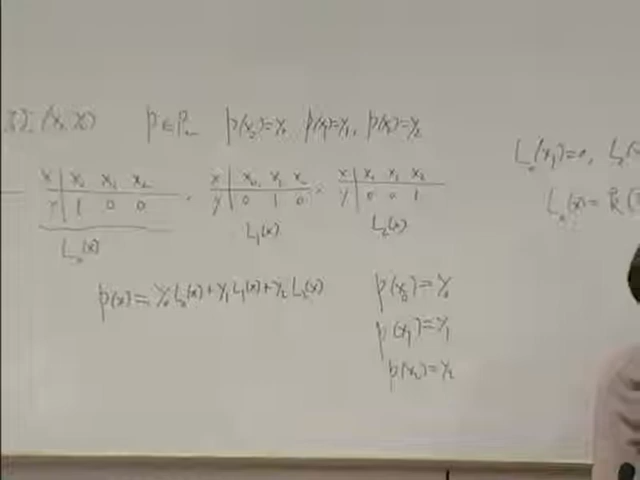 (x, y) p ∈ P p(x₀)=y₀ p(x₁)=y₁, p(x₂)=y₂
L₀(x₁)=0,
x | x₀ x₁ x₂ , x | x₀ x₁ x₂ , x | x₀ x₁ x₂
y | 1 0 0 y | 0 1 0 y | 0 0 1
L₀(x)=
L₀(x) L₁(x) L₂(x)
p(x) = y₀L₀(x)+y₁L₁(x)+y₂L₂(x)
p(x₀)=y₀
p(x₁)=y₁
p(x₂)=y₂